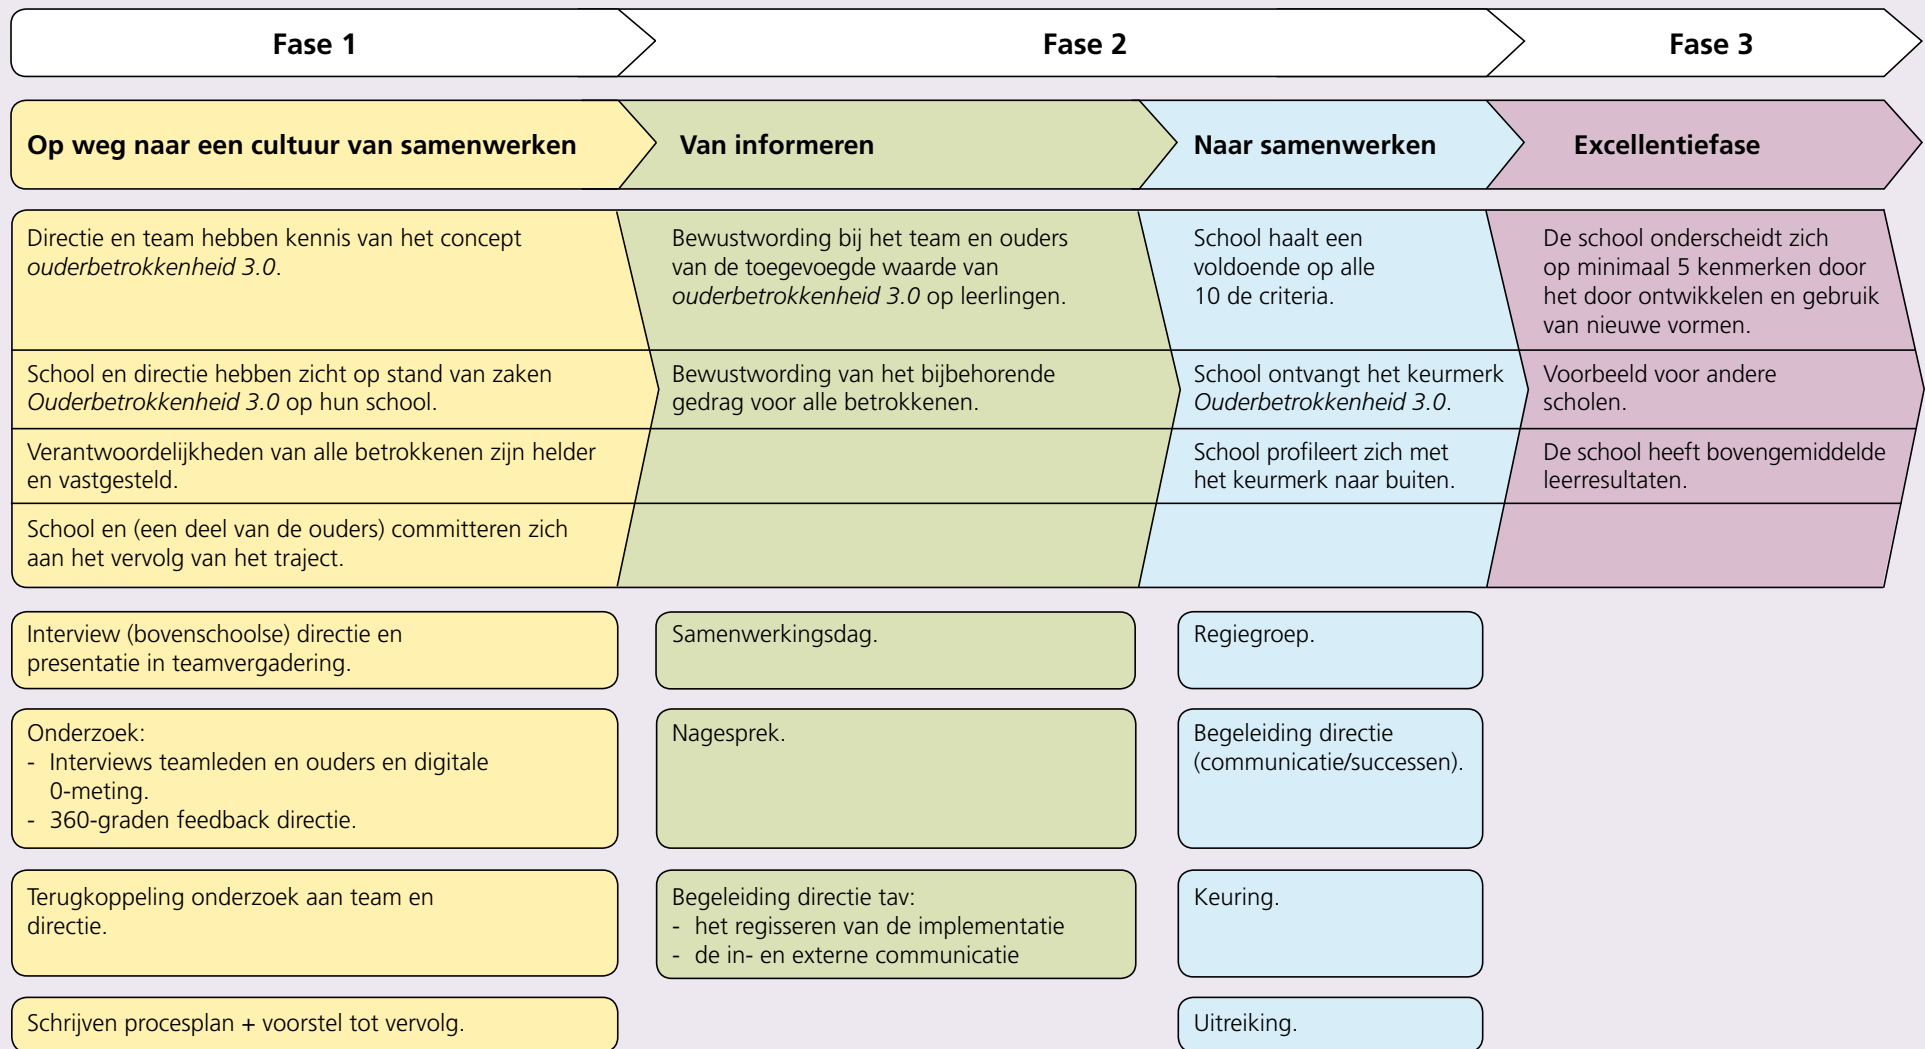 Fase 1
Fase 2
Fase 3
Op weg naar een cultuur van samenwerken
Van informeren
Naar samenwerken
Excellentiefase
Directie en team hebben kennis van het concept
ouderbetrokkenheid 3.0.
Bewustwording bij het team en ouders
van de toegevoegde waarde van
ouderbetrokkenheid 3.0 op leerlingen.
School haalt een
voldoende op alle
10 de criteria.
De school onderscheidt zich
op minimaal 5 kenmerken door
het door ontwikkelen en gebruik
van nieuwe vormen.
School en directie hebben zicht op stand van zaken
Ouderbetrokkenheid 3.0 op hun school.
Bewustwording van het bijbehorende
gedrag voor alle betrokkenen.
School ontvangt het keurmerk
Ouderbetrokkenheid 3.0.
Voorbeeld voor andere
scholen.
Verantwoordelijkheden van alle betrokkenen zijn helder
en vastgesteld.
School profileert zich met
het keurmerk naar buiten.
De school heeft bovengemiddelde
leerresultaten.
School en (een deel van de ouders) committeren zich
aan het vervolg van het traject.
Interview (bovenschoolse) directie en
presentatie in teamvergadering.
Samenwerkingsdag.
Regiegroep.
Onderzoek:
- Interviews teamleden en ouders en digitale
0-meting.
- 360-graden feedback directie.
Nagesprek.
Begeleiding directie
(communicatie/successen).
Terugkoppeling onderzoek aan team en
directie.
Begeleiding directie tav:
- het regisseren van de implementatie
- de in- en externe communicatie
Keuring.
Schrijven procesplan + voorstel tot vervolg.
Uitreiking.